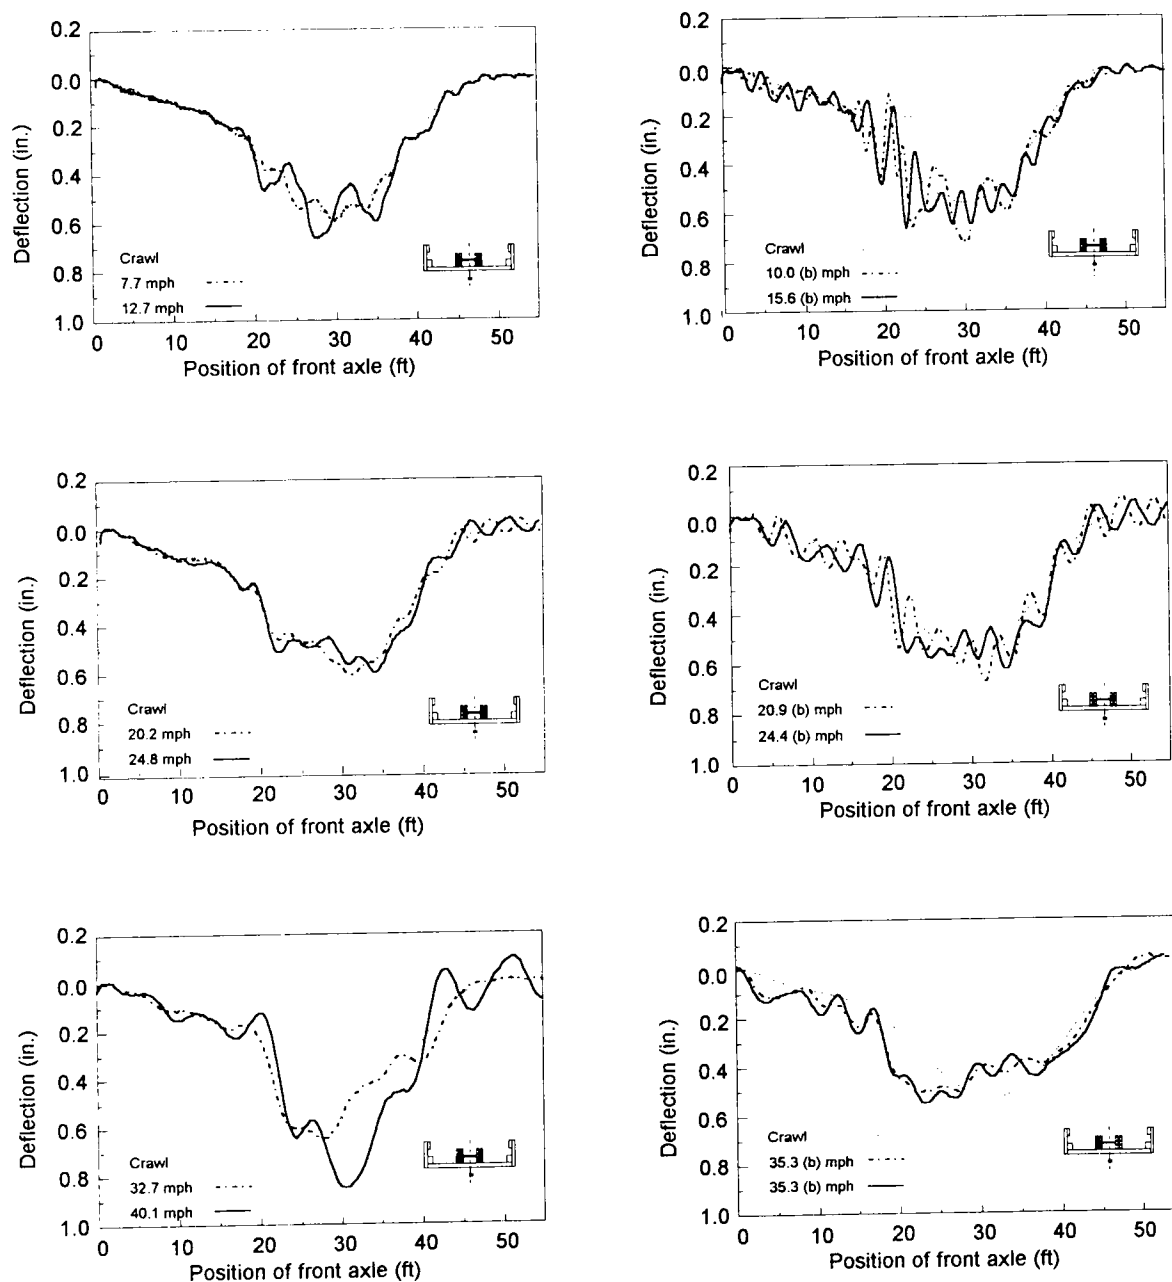 0.2
0.0
0.2
0.4
0.6
0.8
1.0
Deflection (in.)
Crawl
7.7 mph
12.7 mph
0 10 20 30 40 50
Position of front axle (ft)
0.2
0.0
0.2
0.4
0.6
0.8
1.0
Deflection (in.)
Crawl
10.0 (b) mph
15.6 (b) mph
0 10 20 30 40 50
Position of front axle (ft)
0.2
0.0
0.2
0.4
0.6
0.8
1.0
Deflection (in.)
Crawl
20.2 mph
24.8 mph
0 10 20 30 40 50
Position of front axle (ft)
0.2
0.0
0.2
0.4
0.6
0.8
1.0
Deflection (in.)
Crawl
20.9 (b) mph
24.4 (b) mph
0 10 20 30 40 50
Position of front axle (ft)
0.2
0.0
0.2
0.4
0.6
0.8
1.0
Deflection (in.)
Crawl
32.7 mph
40.1 mph
0 10 20 30 40 50
Position of front axle (ft)
0.2
0.0
0.2
0.4
0.6
0.8
1.0
Deflection (in.)
Crawl
35.3 (b) mph
35.3 (b) mph
0 10 20 30 40 50
Position of front axle (ft)